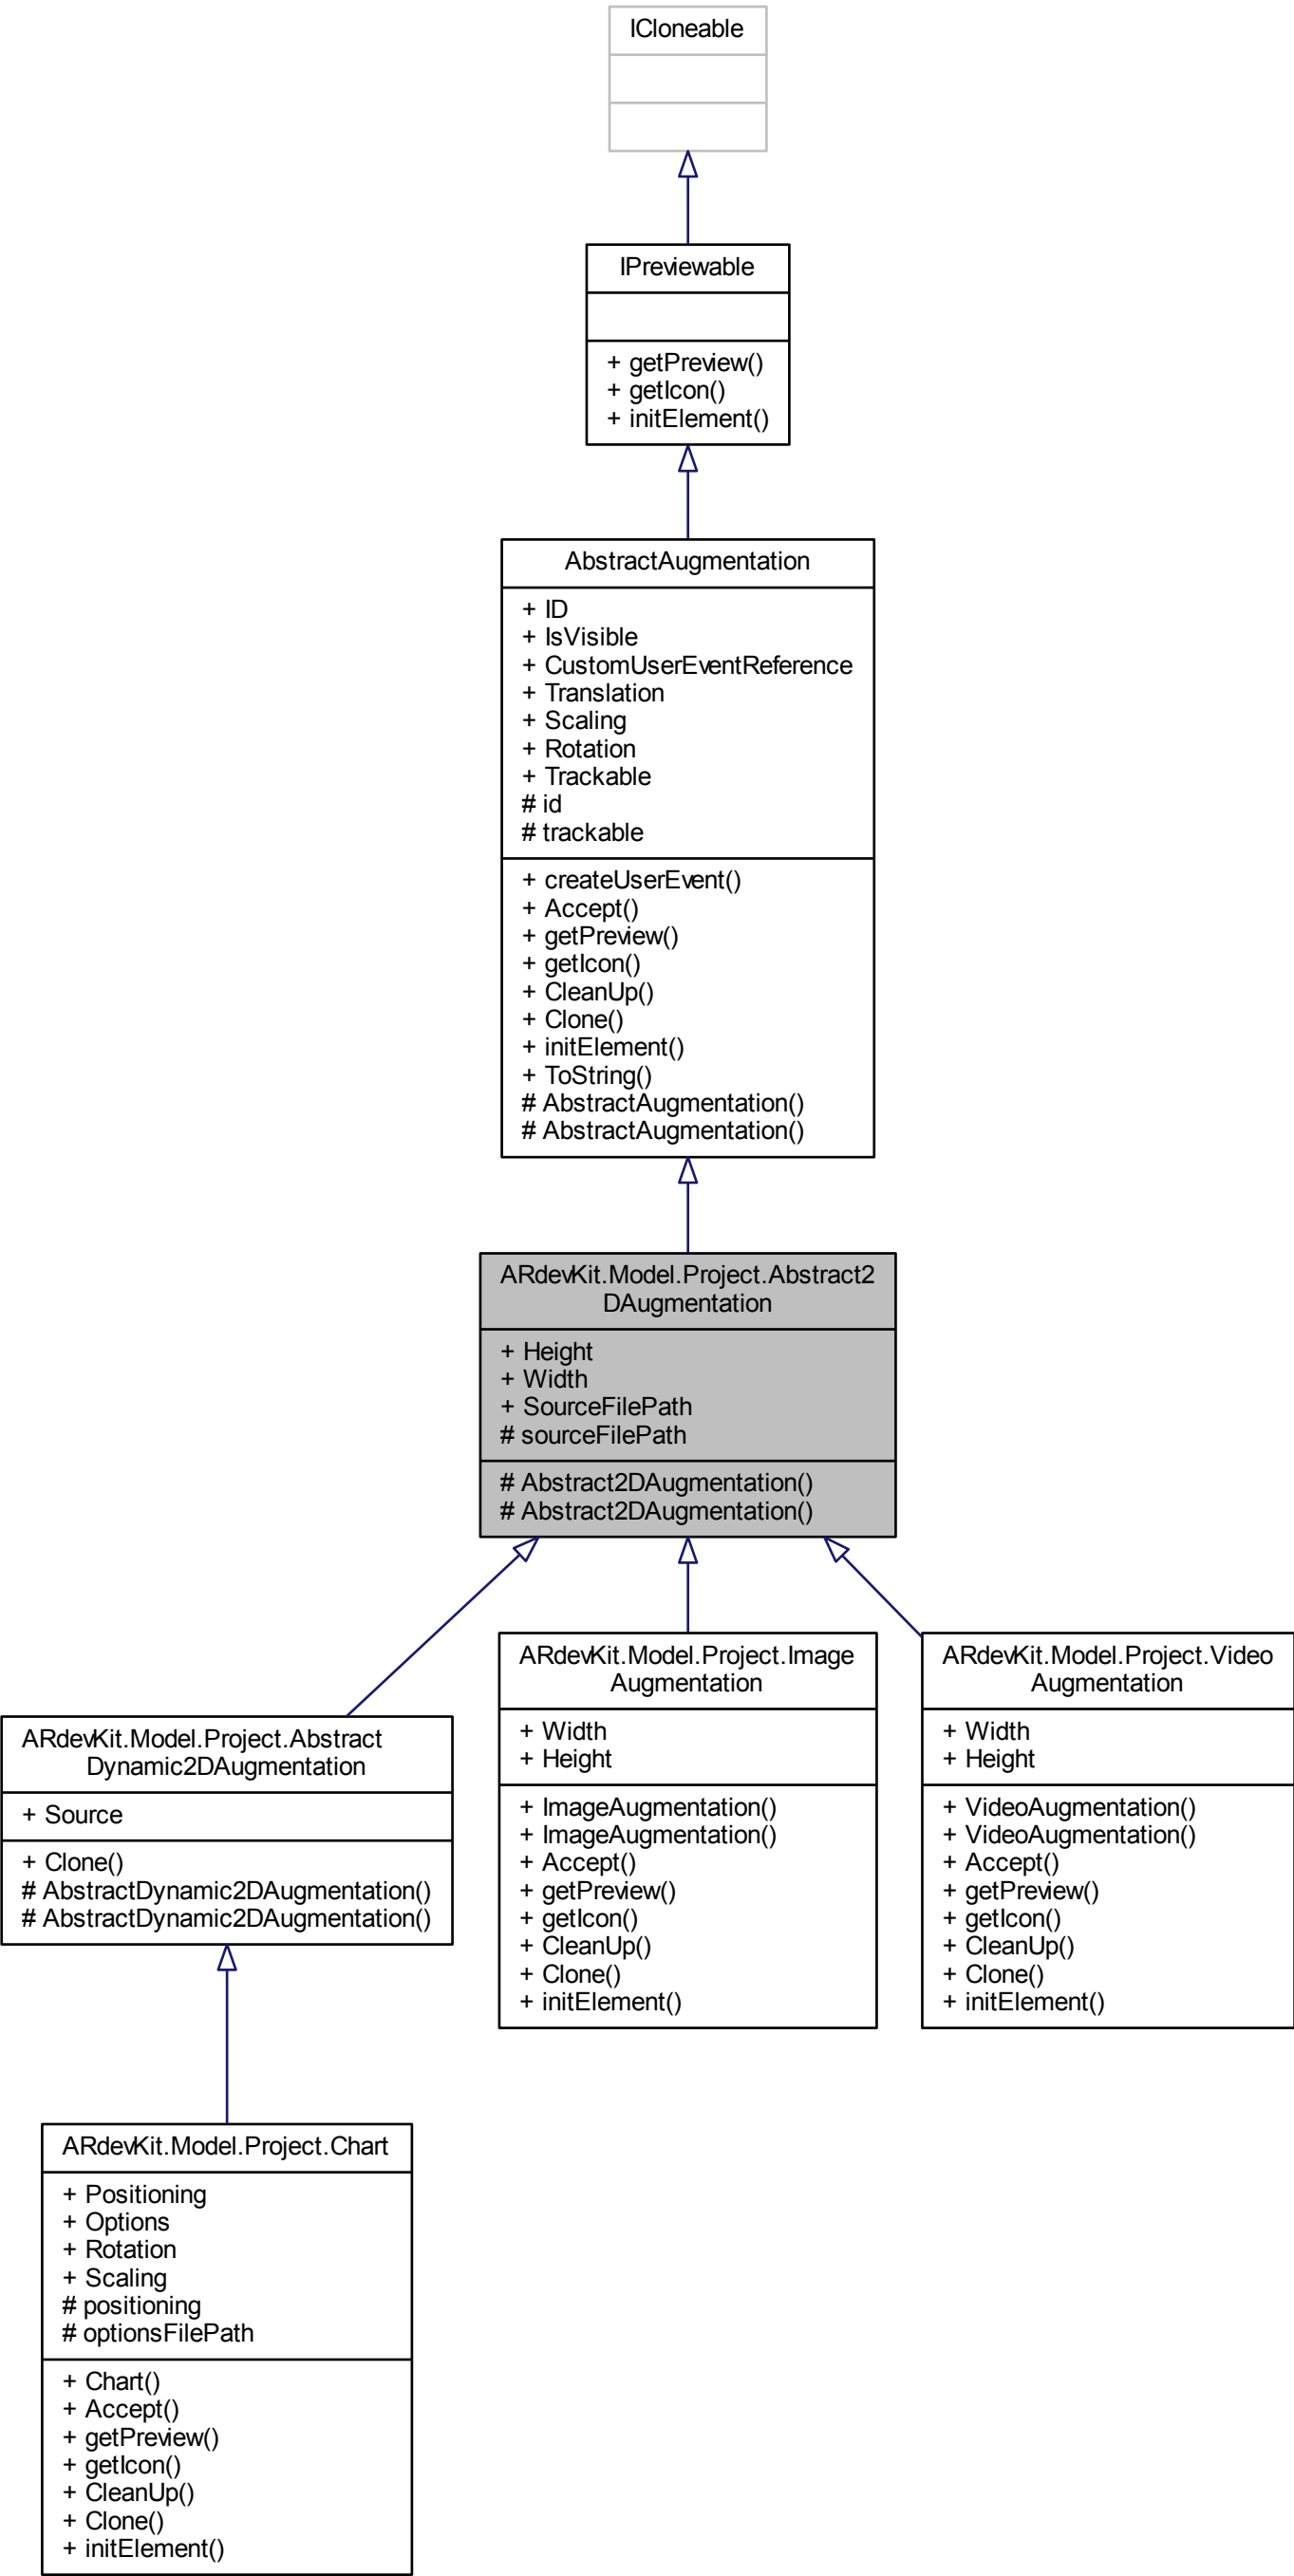 ICloneable
IPreviewable
+ getPreview()
+ getIcon()
+ initElement()
AbstractAugmentation
+ ID
+ IsVisible
+ CustomUserEventReference
+ Translation
+ Scaling
+ Rotation
+ Trackable
# id
# trackable
+ createUserEvent()
+ Accept()
+ getPreview()
+ getIcon()
+ CleanUp()
+ Clone()
+ initElement()
+ ToString()
# AbstractAugmentation()
# AbstractAugmentation()
ARdevKit.Model.Project.Abstract2
DAugmentation
+ Height
+ Width
+ SourceFilePath
# sourceFilePath
# Abstract2DAugmentation()
# Abstract2DAugmentation()
ARdevKit.Model.Project.Abstract
Dynamic2DAugmentation
+ Source
+ Clone()
# AbstractDynamic2DAugmentation()
# AbstractDynamic2DAugmentation()
ARdevKit.Model.Project.Image
Augmentation
+ Width
+ Height
+ ImageAugmentation()
+ ImageAugmentation()
+ Accept()
+ getPreview()
+ getIcon()
+ CleanUp()
+ Clone()
+ initElement()
ARdevKit.Model.Project.Video
Augmentation
+ Width
+ Height
+ VideoAugmentation()
+ VideoAugmentation()
+ Accept()
+ getPreview()
+ getIcon()
+ CleanUp()
+ Clone()
+ initElement()
ARdevKit.Model.Project.Chart
+ Positioning
+ Options
+ Rotation
+ Scaling
# positioning
# optionsFilePath
+ Chart()
+ Accept()
+ getPreview()
+ getIcon()
+ CleanUp()
+ Clone()
+ initElement()